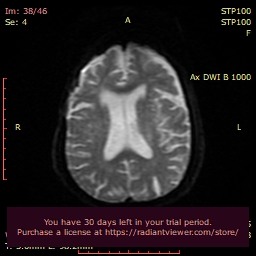 Im: 38/46
Se: 4
A
STP100
STP100
F
Ax DWI B 1000
R
L
You have 30 days left in your trial period.
Purchase a license at https://radiantviewer.com/store/